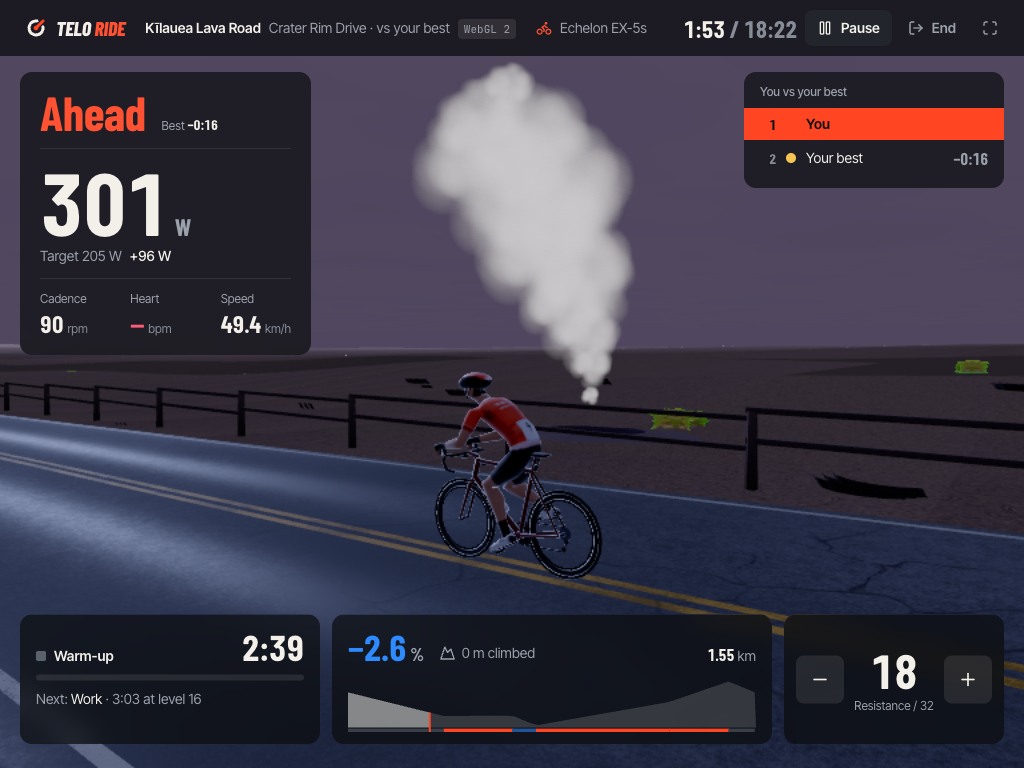 TELO RIDE
Kīlauea Lava Road Crater Rim Drive · vs your best WebGL 2
Echelon EX-5s
1:53 / 18:22
Pause
End
Ahead Best −0:16
301 W
Target 205 W +96 W
Cadence Heart Speed
90 rpm – bpm 49.4 km/h
You vs your best
1 You
2 Your best −0:16
Warm-up 2:39
Next: Work · 3:03 at level 16
−2.6 % 0 m climbed 1.55 km
− 18 +
Resistance / 32